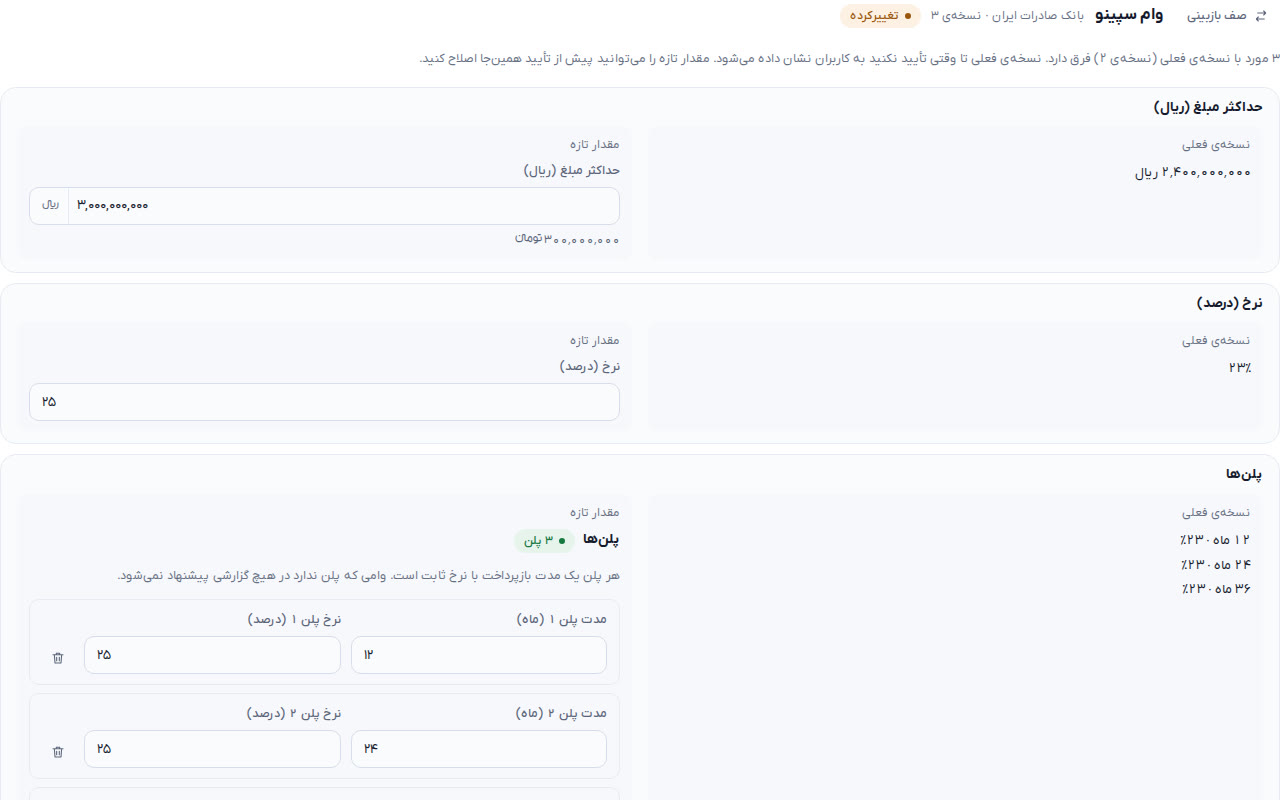 صف بازبینی وام سپینو بانک صادرات ایران · نسخه‌ی ۳ تغییرکرده
۳ مورد با نسخه‌ی فعلی (نسخه‌ی ۲) فرق دارد. نسخه‌ی فعلی تا وقتی تأیید نکنید به کاربران نشان داده می‌شود. مقدار تازه را می‌توانید پیش از تأیید همین‌جا اصلاح کنید.
حداکثر مبلغ (ریال)
نسخه‌ی فعلی
۲,۴۰۰,۰۰۰,۰۰۰ ریال
مقدار تازه
حداکثر مبلغ (ریال)
۳,۰۰۰,۰۰۰,۰۰۰ ریال
۳۰۰,۰۰۰,۰۰۰ تومان
نرخ (درصد)
نسخه‌ی فعلی
۲۳٪
مقدار تازه
نرخ (درصد)
۲۵
پلن‌ها
نسخه‌ی فعلی
۱۲ ماه · ۲۳٪
۲۴ ماه · ۲۳٪
۳۶ ماه · ۲۳٪
مقدار تازه
پلن‌ها ۳ پلن
هر پلن یک مدت بازپرداخت با نرخ ثابت است. وامی که پلن ندارد در هیچ گزارشی پیشنهاد نمی‌شود.
مدت پلن ۱ (ماه) نرخ پلن ۱ (درصد)
۱۲ ۲۵
مدت پلن ۲ (ماه) نرخ پلن ۲ (درصد)
۲۴ ۲۵